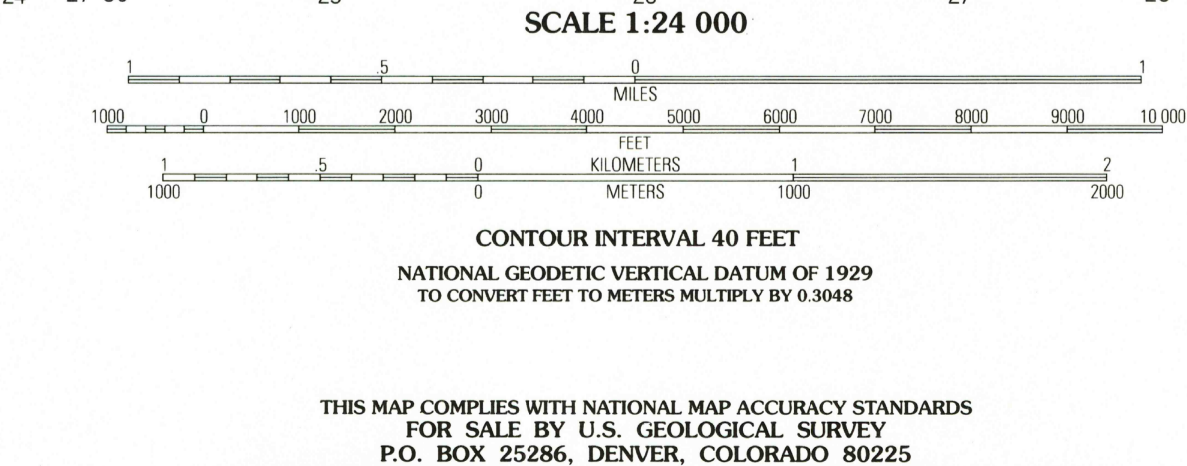 SCALE 1:24 000
1 .5 0 1
MILES
1000 0 1000 2000 3000 4000 5000 6000 7000 8000 9000 10 000
FEET
1 .5 0 KILOMETERS 1 2
1000 0 METERS 1000 2000
CONTOUR INTERVAL 40 FEET
NATIONAL GEODETIC VERTICAL DATUM OF 1929
TO CONVERT FEET TO METERS MULTIPLY BY 0.3048
THIS MAP COMPLIES WITH NATIONAL MAP ACCURACY STANDARDS
FOR SALE BY U.S. GEOLOGICAL SURVEY
P.O. BOX 25286, DENVER, COLORADO 80225